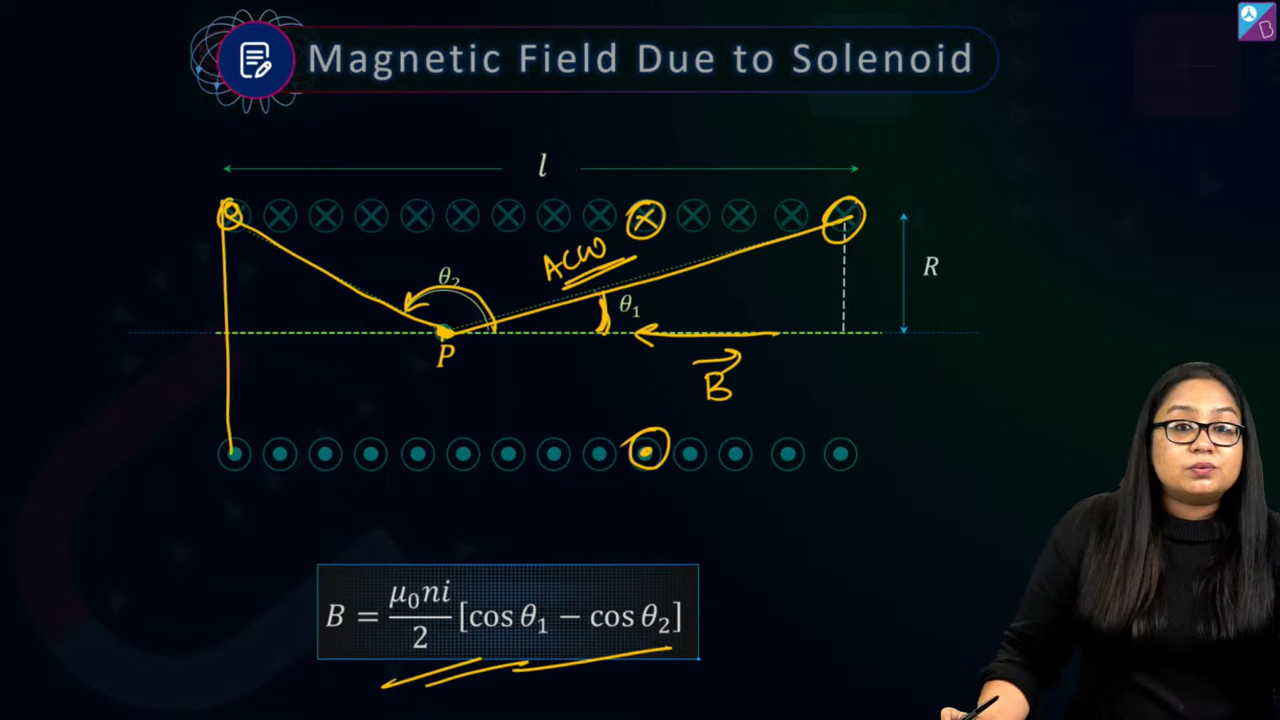 Magnetic Field Due to Solenoid
l
ACW
θ₂
θ₁
R
P
B⃗
B = μ₀ni/2 [cos θ₁ − cos θ₂]